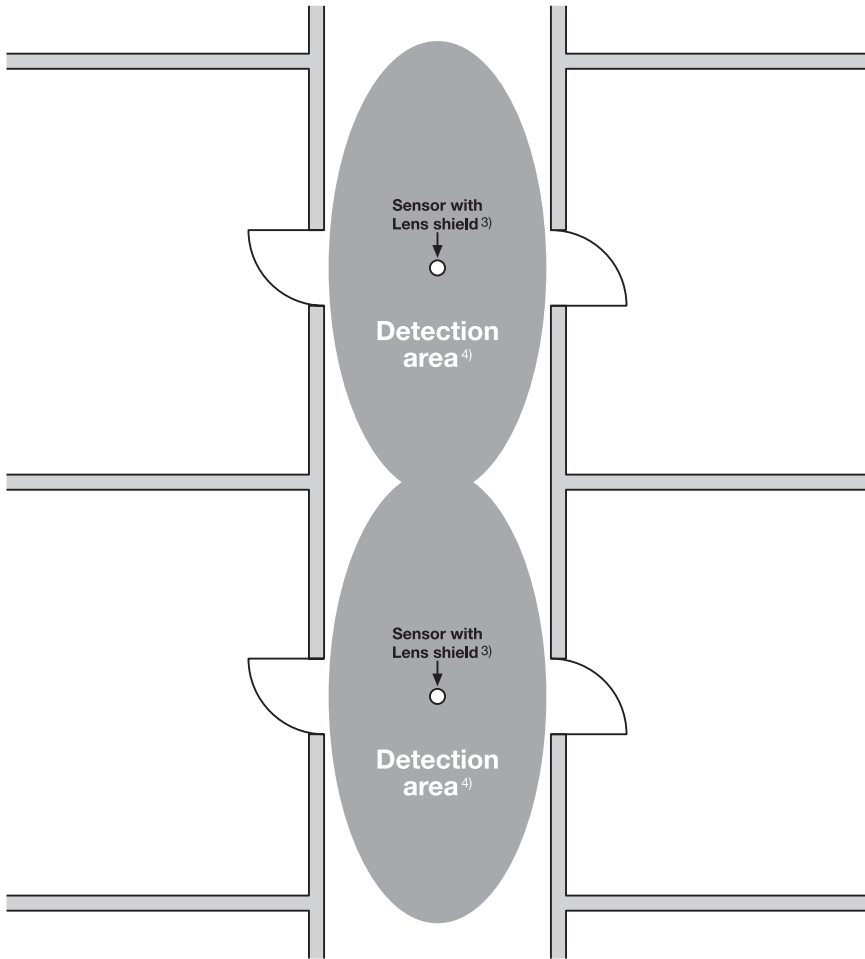 Sensor with
Lens shield 3)
Detection
area 4)
Sensor with
Lens shield 3)
Detection
area 4)